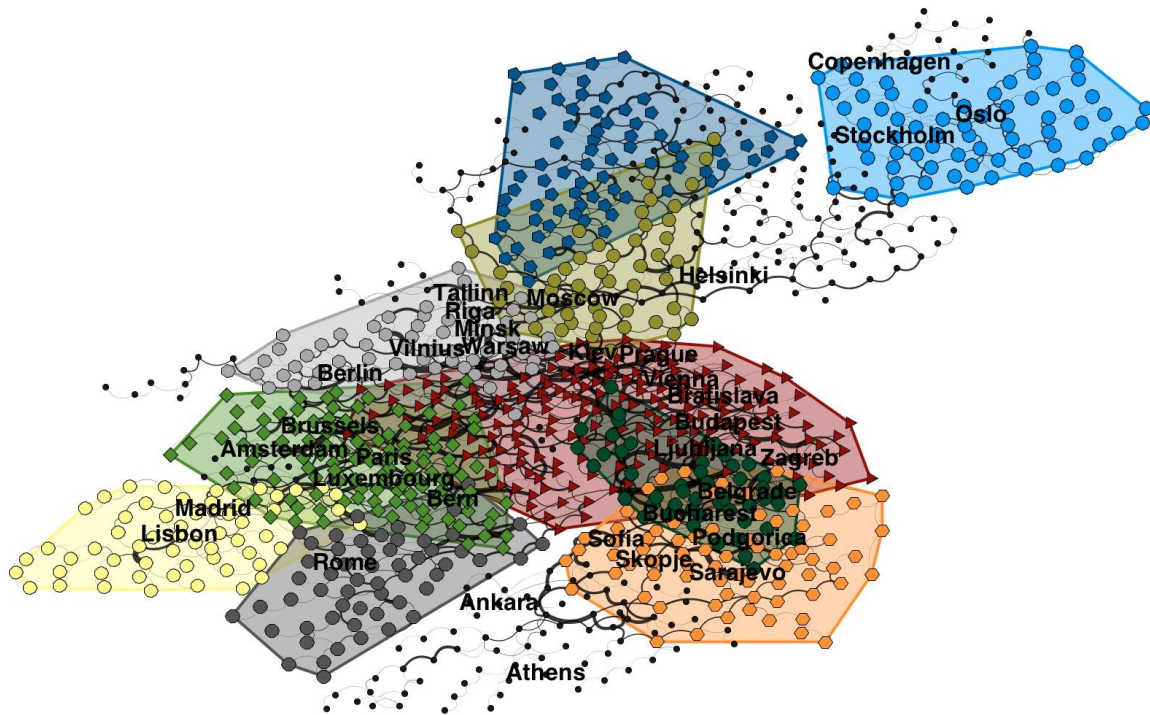 Copenhagen
Oslo
Stockholm
Helsinki
Tallinn
Moscow
Riga
Minsk
Vilnius
Warsaw
Kiev
Prague
Berlin
Vienna
Bratislava
Brussels
Budapest
Amsterdam
Paris
Ljubljana
Zagreb
Luxembourg
Bern
Belgrade
Madrid
Bucharest
Lisbon
Sofia
Podgorica
Rome
Skopje
Sarajevo
Ankara
Athens